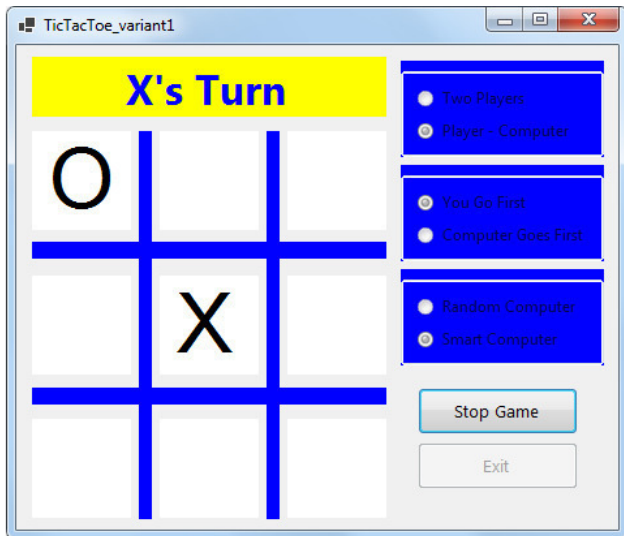 TicTacToe_variant1
X's Turn
Two Players
Player - Computer
O
You Go First
Computer Goes First
X
Random Computer
Smart Computer
Stop Game
Exit